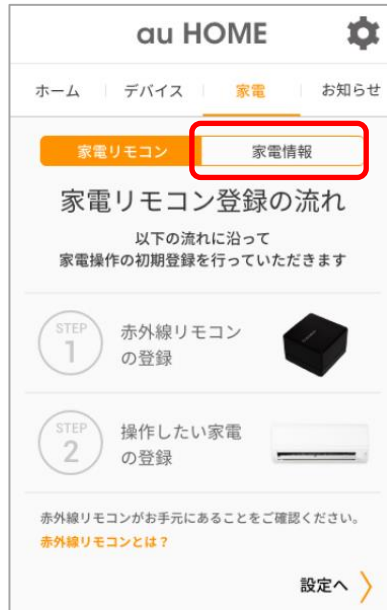 au HOME
ホーム デバイス 家電 お知らせ
家電リモコン 家電情報
家電リモコン登録の流れ
以下の流れに沿って
家電操作の初期登録を行っていただきます
STEP
1
赤外線リモコン
の登録
STEP
2
操作したい家電
の登録
赤外線リモコンがお手元にあることをご確認ください。
赤外線リモコンとは？
設定へ